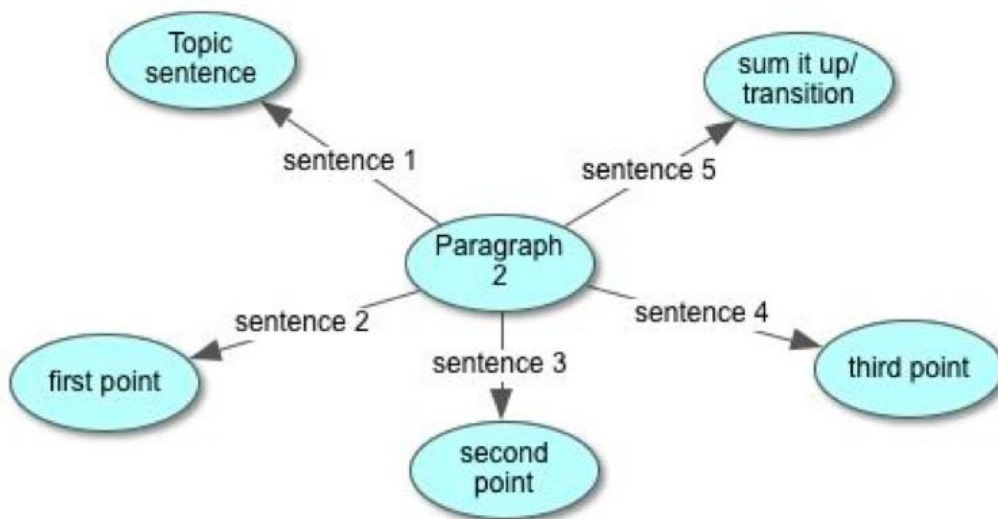 Topic
sentence
sum it up/
transition
sentence 1
sentence 5
Paragraph
2
sentence 2
sentence 4
sentence 3
first point
third point
second
point